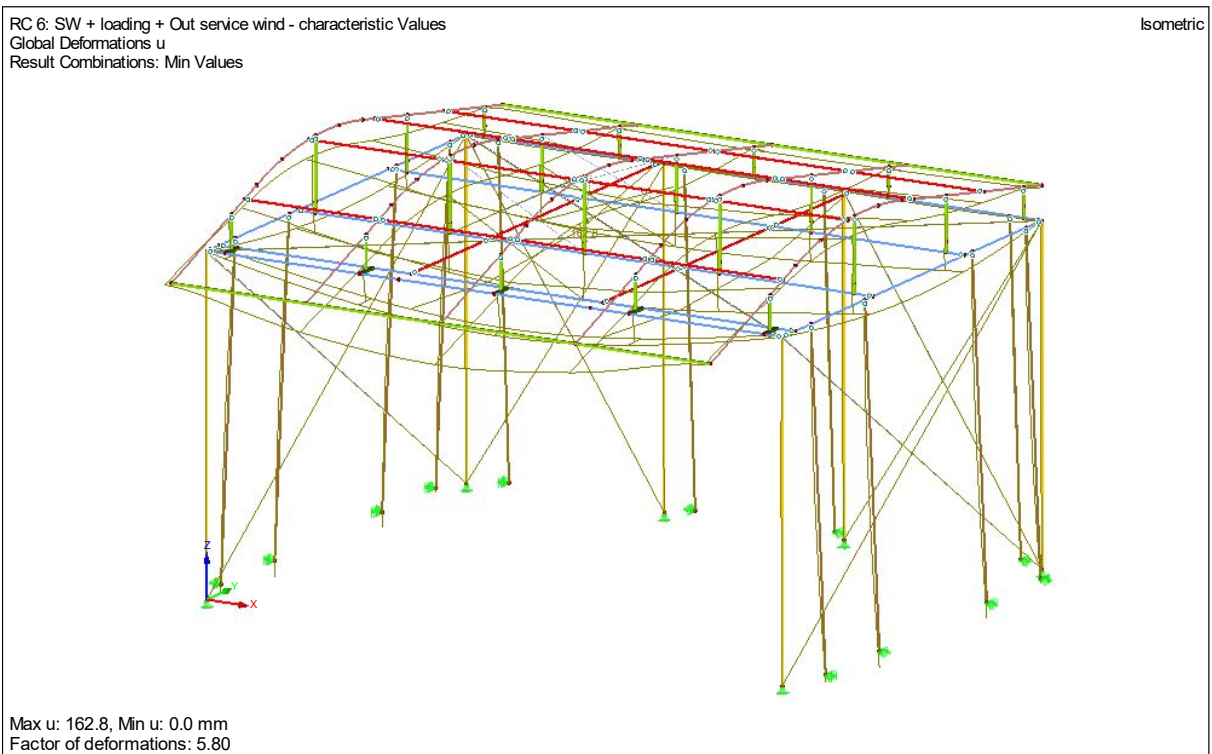 RC 6: SW + loading + Out service wind - characteristic Values
Isometric
Global Deformations u
Result Combinations: Min Values
Z
Y
X
Max u: 162.8, Min u: 0.0 mm
Factor of deformations: 5.80